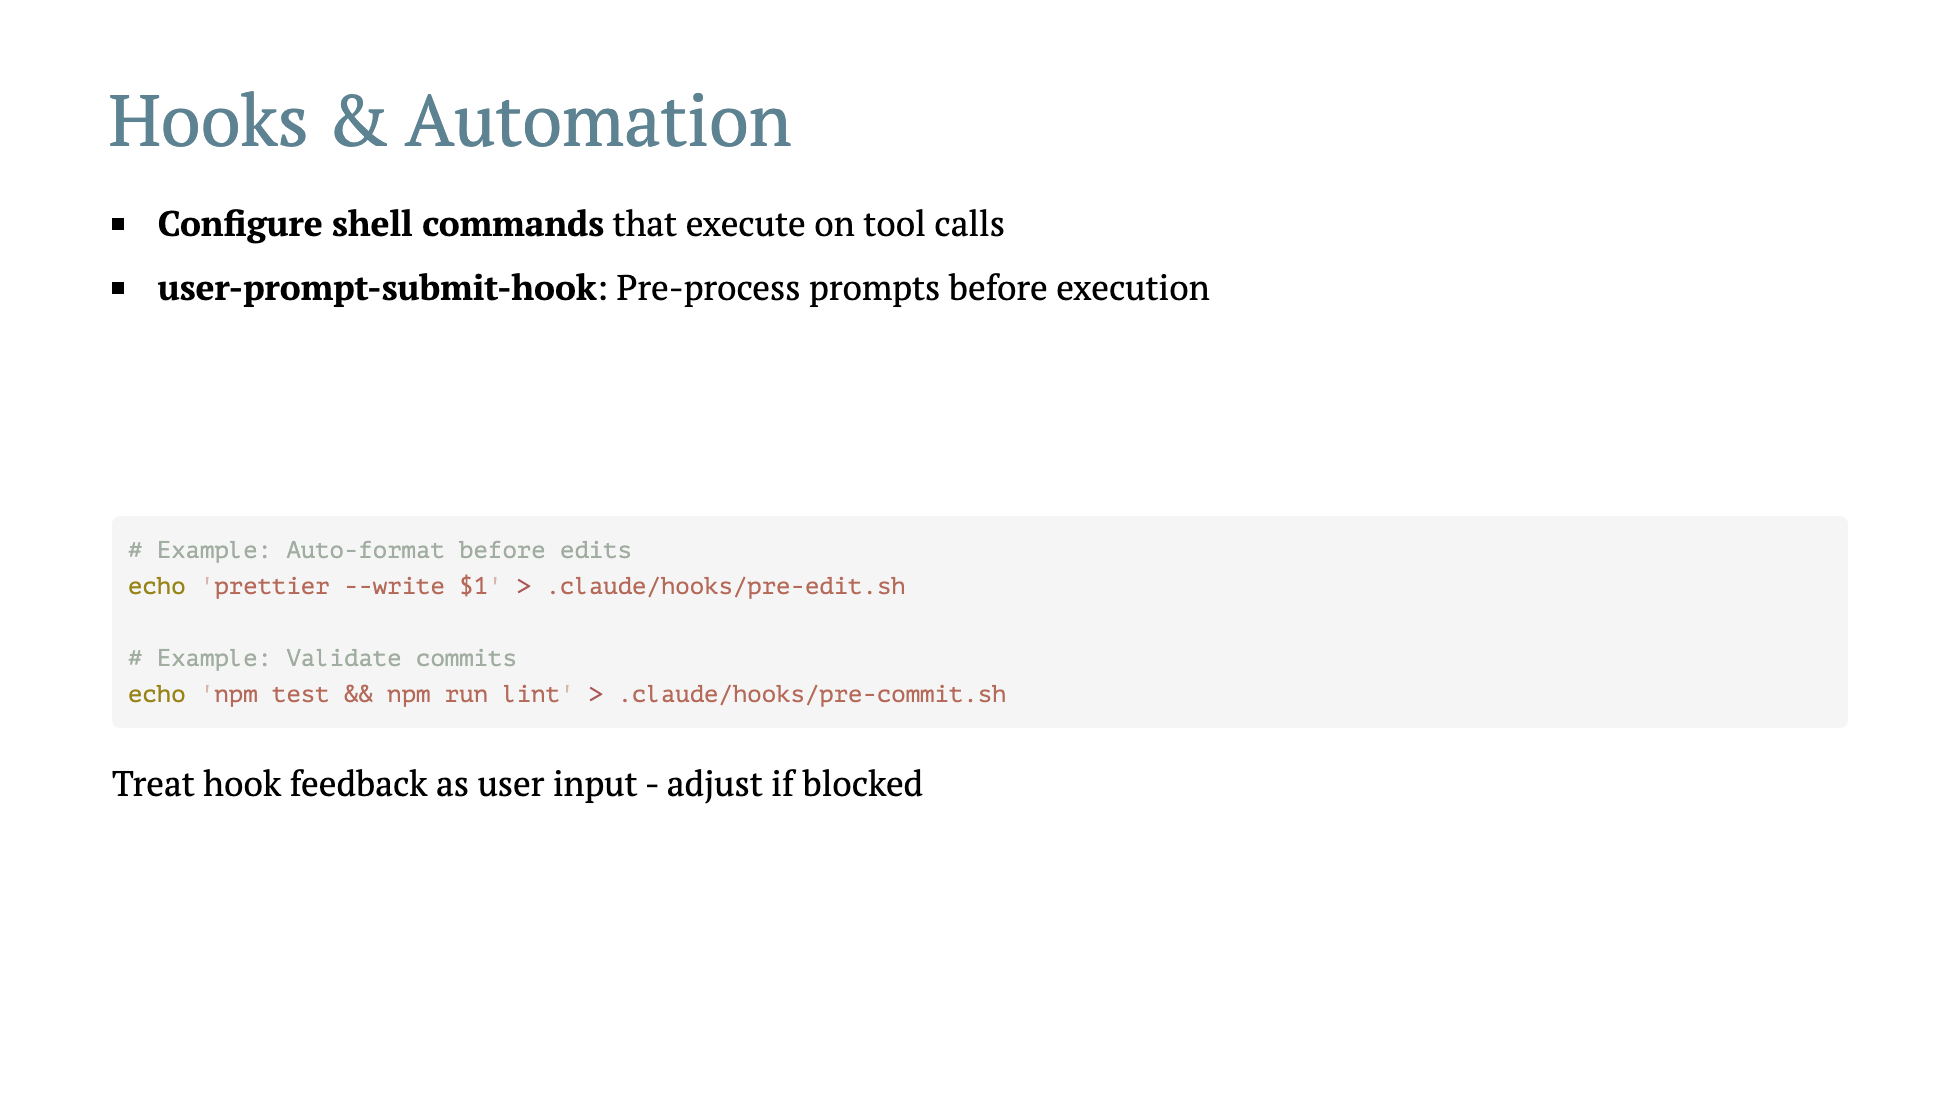 Hooks & Automation
▪ Configure shell commands that execute on tool calls
▪ user-prompt-submit-hook: Pre-process prompts before execution
# Example: Auto-format before edits
echo 'prettier --write $1' > .claude/hooks/pre-edit.sh
# Example: Validate commits
echo 'npm test && npm run lint' > .claude/hooks/pre-commit.sh
Treat hook feedback as user input - adjust if blocked